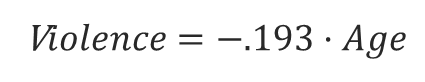 Violence = −.193 · Age